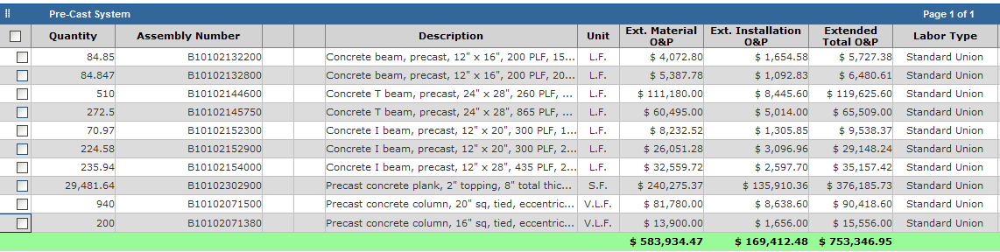 Pre-Cast System Page 1 of 1
Quantity Assembly Number Description Unit Ext. Material O&P Ext. Installation O&P Extended Total O&P Labor Type
84.85 B10102132200 Concrete beam, precast, 12" x 16", 200 PLF, 15... L.F. $ 4,072.80 $ 1,654.58 $ 5,727.38 Standard Union
84.847 B10102132800 Concrete beam, precast, 12" x 16", 200 PLF, 20... L.F. $ 5,387.78 $ 1,092.83 $ 6,480.61 Standard Union
510 B10102144600 Concrete T beam, precast, 24" x 28", 260 PLF, ... L.F. $ 111,180.00 $ 8,445.60 $ 119,625.60 Standard Union
272.5 B10102145750 Concrete T beam, precast, 24" x 28", 865 PLF, ... L.F. $ 60,495.00 $ 5,014.00 $ 65,509.00 Standard Union
70.97 B10102152300 Concrete I beam, precast, 12" x 20", 300 PLF, 1... L.F. $ 8,232.52 $ 1,305.85 $ 9,538.37 Standard Union
224.58 B10102152900 Concrete I beam, precast, 12" x 20", 300 PLF, 2... L.F. $ 26,051.28 $ 3,096.96 $ 29,148.24 Standard Union
235.94 B10102154000 Concrete I beam, precast, 12" x 28", 435 PLF, 2... L.F. $ 32,559.72 $ 2,597.70 $ 35,157.42 Standard Union
29,481.64 B10102302900 Precast concrete plank, 2" topping, 8" total thic... S.F. $ 240,275.37 $ 135,910.36 $ 376,185.73 Standard Union
940 B10102071500 Precast concrete column, 20" sq, tied, eccentric... V.L.F. $ 81,780.00 $ 8,638.60 $ 90,418.60 Standard Union
200 B10102071380 Precast concrete column, 16" sq, tied, eccentric... V.L.F. $ 13,900.00 $ 1,656.00 $ 15,556.00 Standard Union
$ 583,934.47 $ 169,412.48 $ 753,346.95